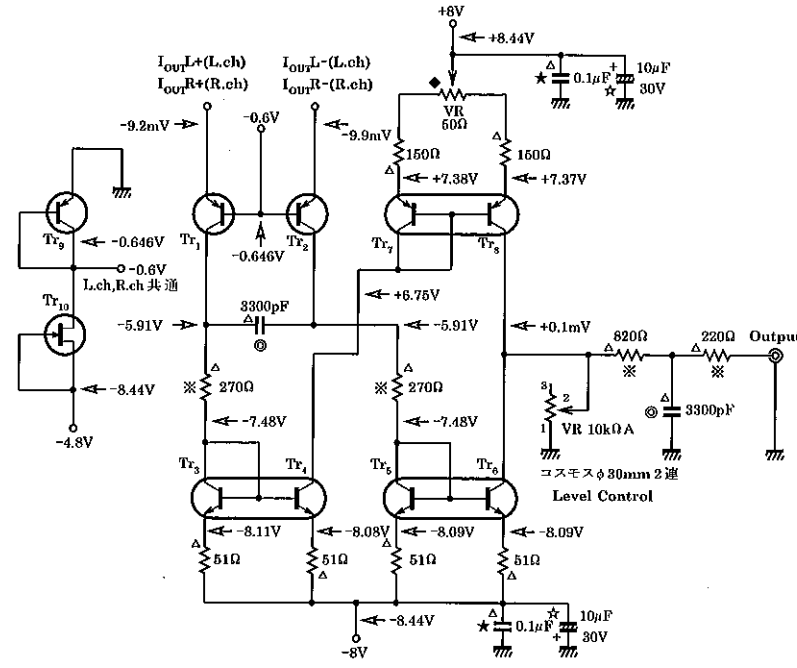 +8V
+8.44V
I_OUT L+(L.ch)
I_OUT R+(R.ch)
I_OUT L-(L.ch)
I_OUT R-(R.ch)
△
★
0.1μF
+
☆
10μF
30V
◆
VR
50Ω
-9.2mV
-0.6V
-9.9mV
△
150Ω
△
150Ω
+7.38V
+7.37V
Tr9
-0.646V
Tr1
Tr2
-0.646V
Tr7
Tr8
-0.6V
L.ch,R.ch 共通
+6.75V
Tr10
3300pF
△
◎
-5.91V
-5.91V
+0.1mV
820Ω
△
※
220Ω
△
※
Output
△
※
270Ω
△
※
270Ω
-8.44V
3
2
1
VR 10kΩA
△
◎
3300pF
-7.48V
-7.48V
-4.8V
コスモスφ30mm 2連
Level Control
Tr3
Tr4
Tr5
Tr6
-8.11V
-8.08V
-8.09V
-8.09V
△
51Ω
51Ω
△
△
51Ω
51Ω
△
-8.44V
-8V
△
★
0.1μF
☆
+
10μF
30V